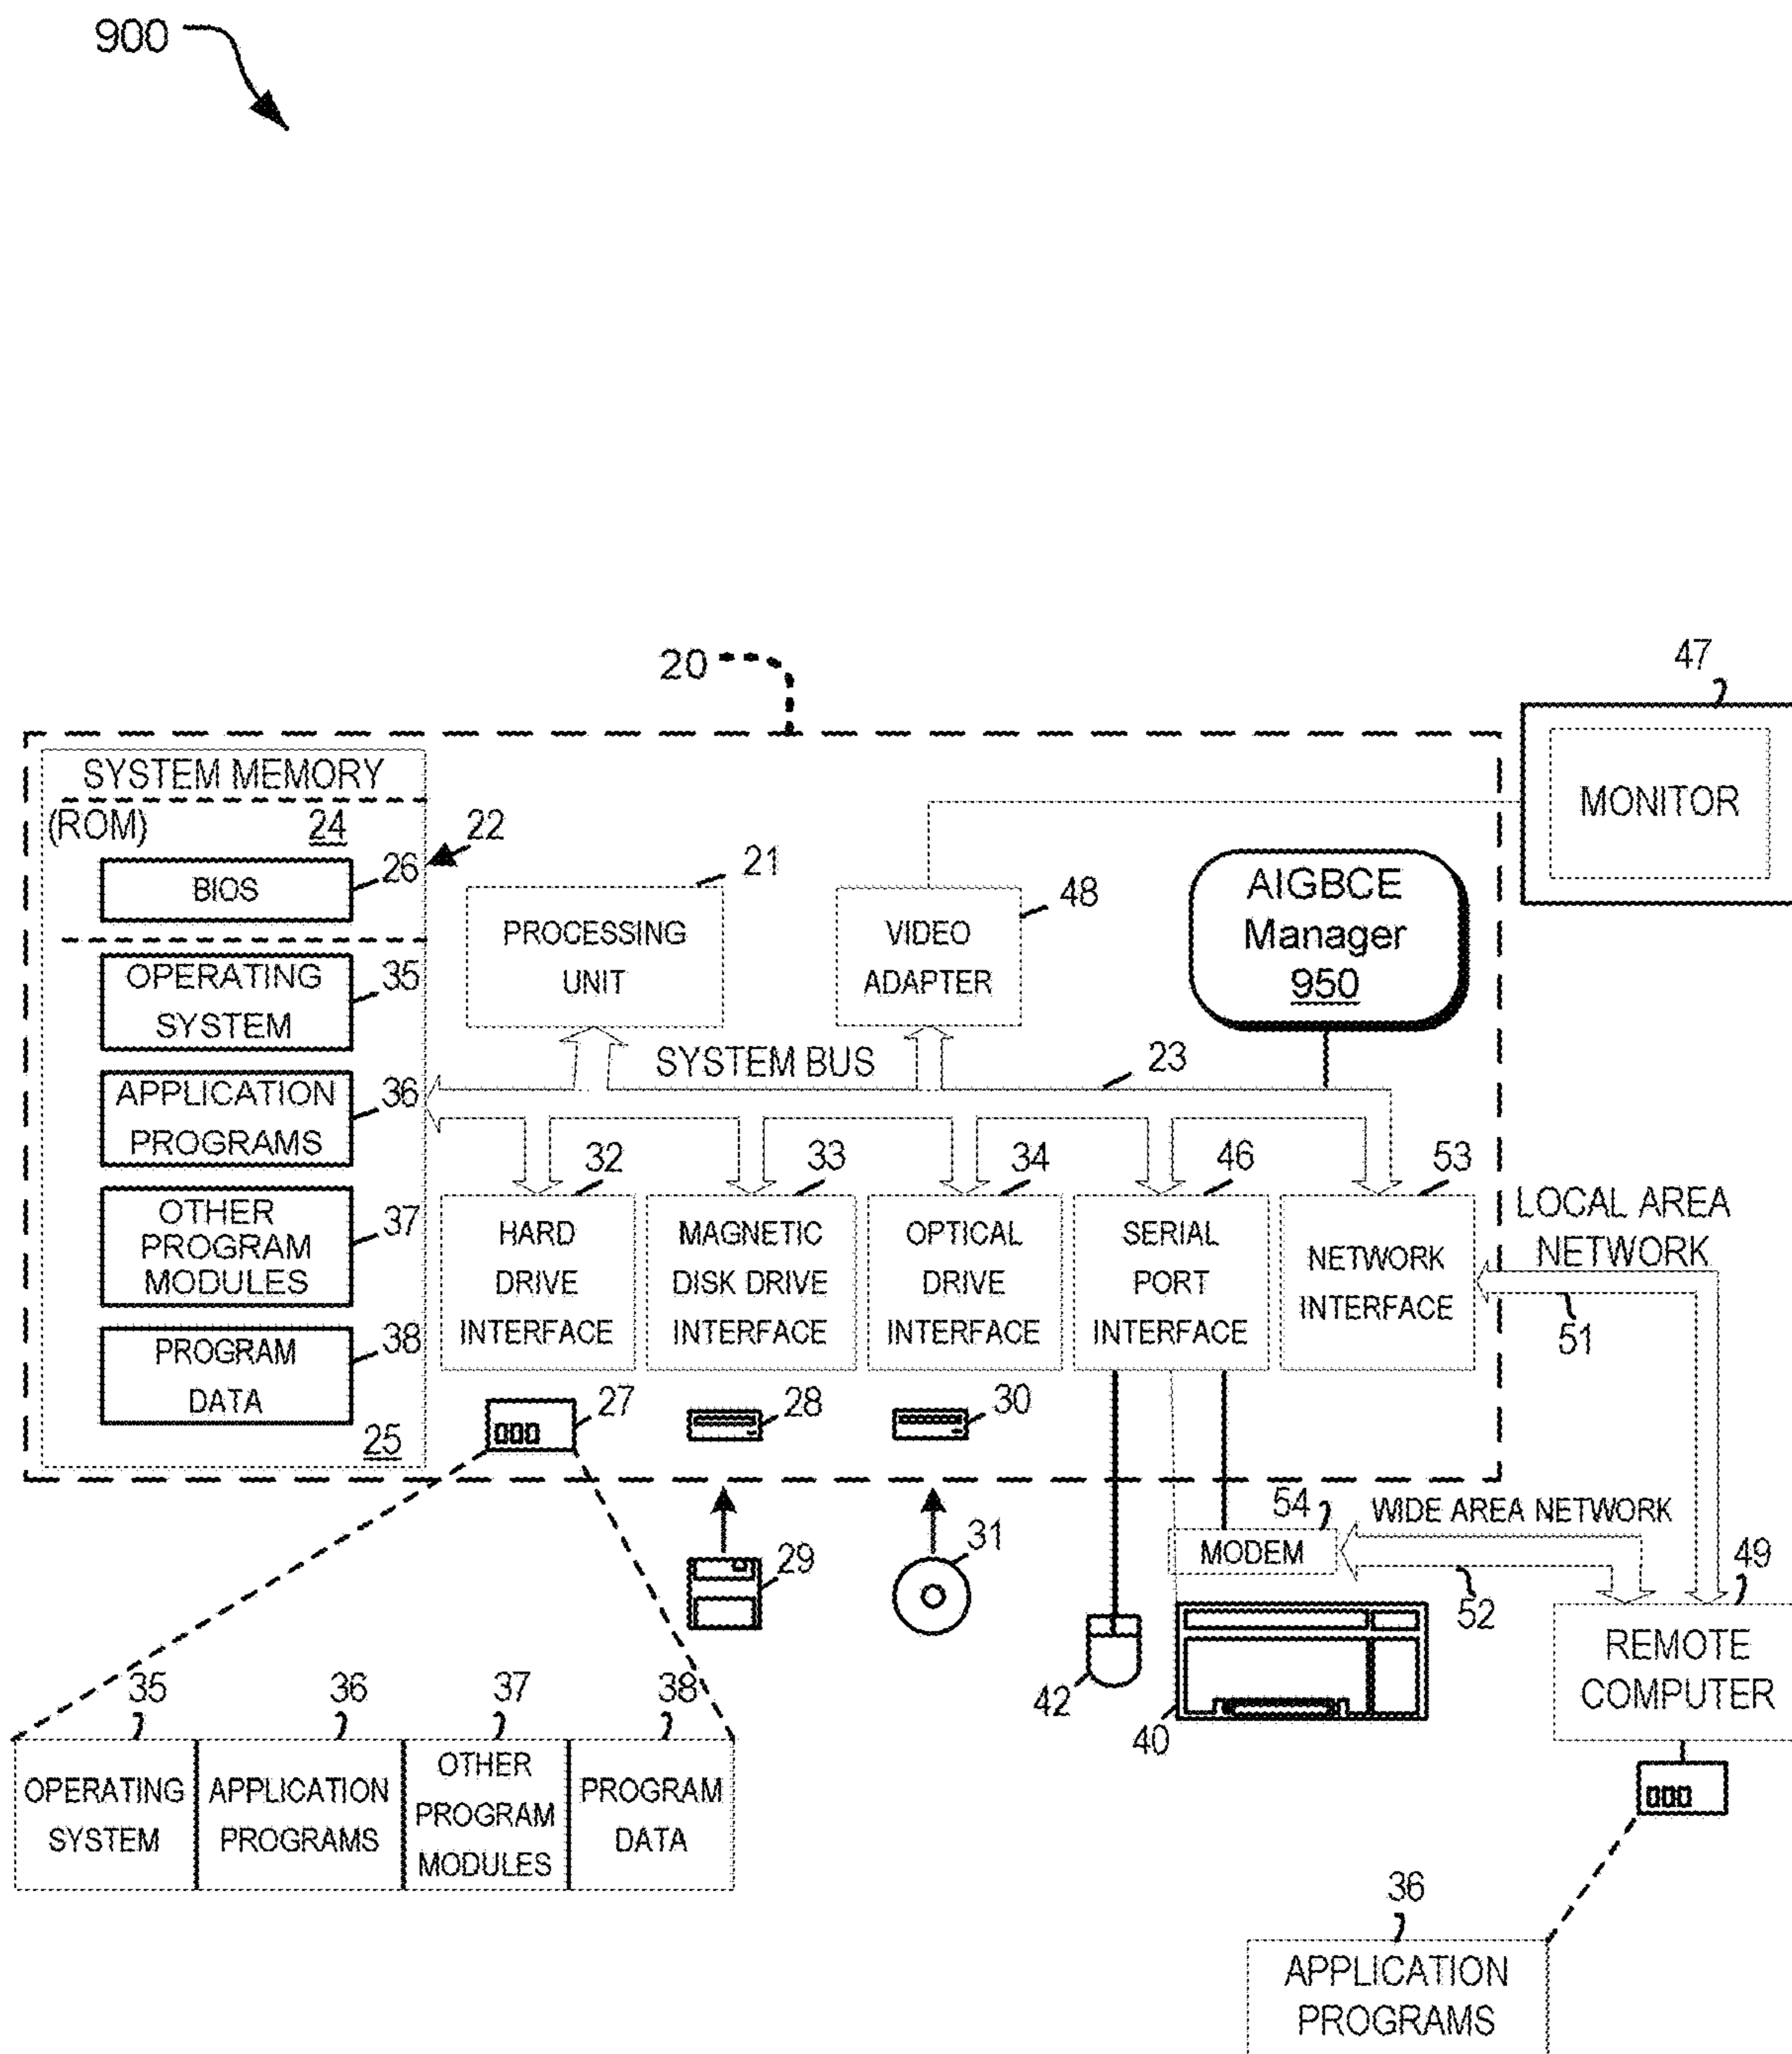 900
20
47
SYSTEM MEMORY
(ROM) 24
22
BIOS
26
OPERATING
SYSTEM
35
APPLICATION
PROGRAMS
36
OTHER
PROGRAM
MODULES
37
PROGRAM
DATA
38
25
21
PROCESSING
UNIT
48
VIDEO
ADAPTER
AIGBCE
Manager
950
MONITOR
SYSTEM BUS
23
32
HARD
DRIVE
INTERFACE
33
MAGNETIC
DISK DRIVE
INTERFACE
34
OPTICAL
DRIVE
INTERFACE
46
SERIAL
PORT
INTERFACE
53
NETWORK
INTERFACE
LOCAL AREA
NETWORK
51
27
28
30
29
31
54
WIDE AREA NETWORK
MODEM
52
49
REMOTE
COMPUTER
42
40
35
OPERATING
SYSTEM
36
APPLICATION
PROGRAMS
37
OTHER
PROGRAM
MODULES
38
PROGRAM
DATA
36
APPLICATION
PROGRAMS